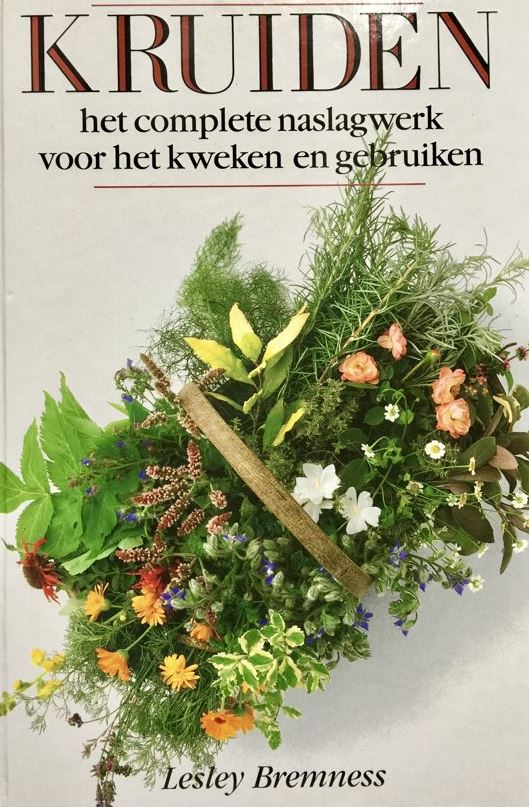 KRUIDEN
het complete naslagwerk
voor het kweken en gebruiken
Lesley Bremness